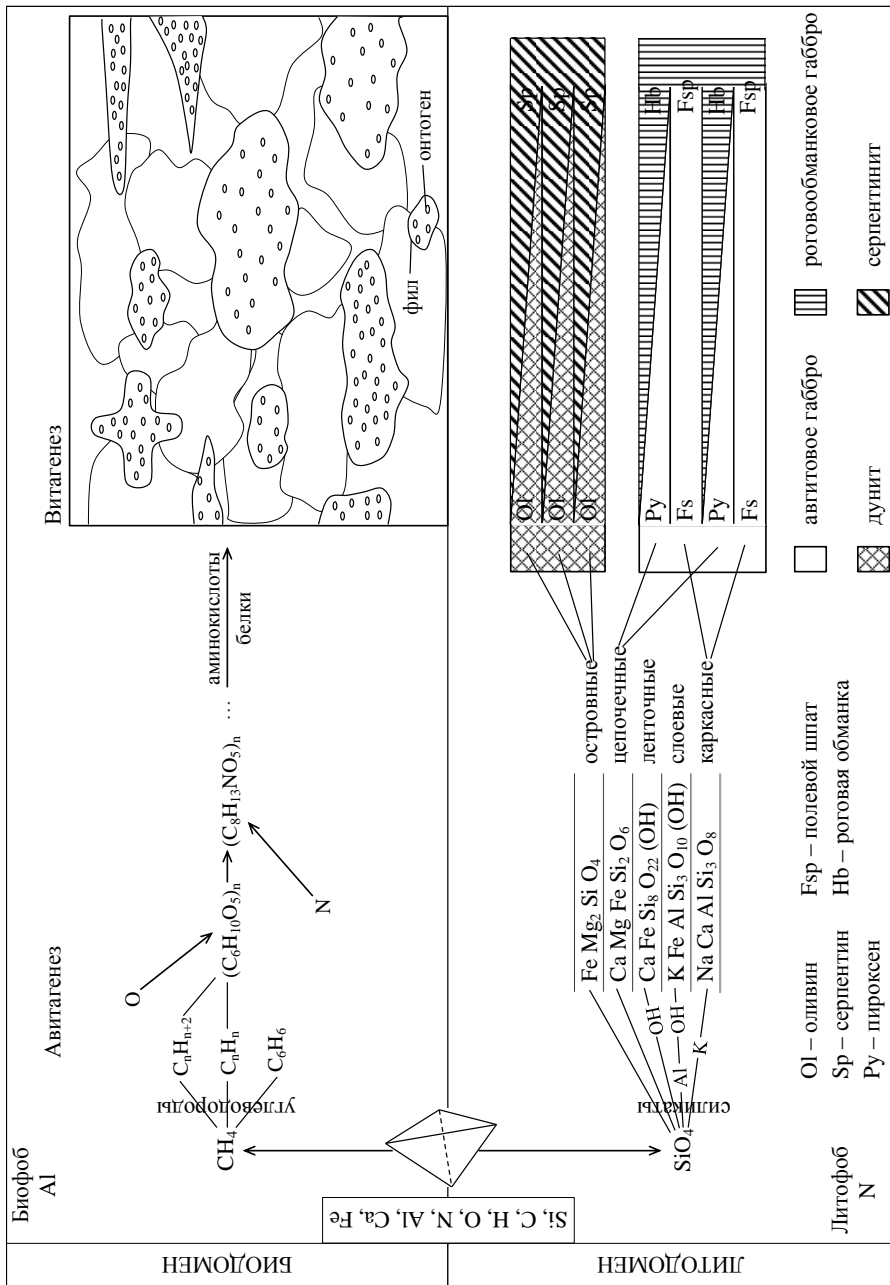 БИОДОМЕН
ЛИТОДОМЕН
Биофоб
Al
Авитагенез
Витагенез
Si, C, H, O, N, Al, Ca, Fe
CH₄
углеводороды
CₙHₙ₊₂
CₙHₙ
C₆H₆
O
(C₆H₁₀O₅)ₙ
N
(C₈H₁₃NO₅)ₙ
...
аминокислоты
белки
фил
онтоген
Литофоб
N
SiO₄
силикаты
Al
OH
OH
K
Fe Mg₂ Si O₄
Ca Mg Fe Si₂ O₆
Ca Fe Si₈ O₂₂ (OH)
K Fe Al Si₃ O₁₀ (OH)
Na Ca Al Si₃ O₈
островные
цепочечные
ленточные
слоевые
каркасные
Ol Sp
Ol Sp
Ol Sp
Py Hb
Fs Fsp
Py Hb
Fs Fsp
Ol – оливин
Sp – серпентин
Py – пироксен
Fsp – полевой шпат
Hb – роговая обманка
авгитовое габбро
дунит
роговообманковое габбро
серпентинит